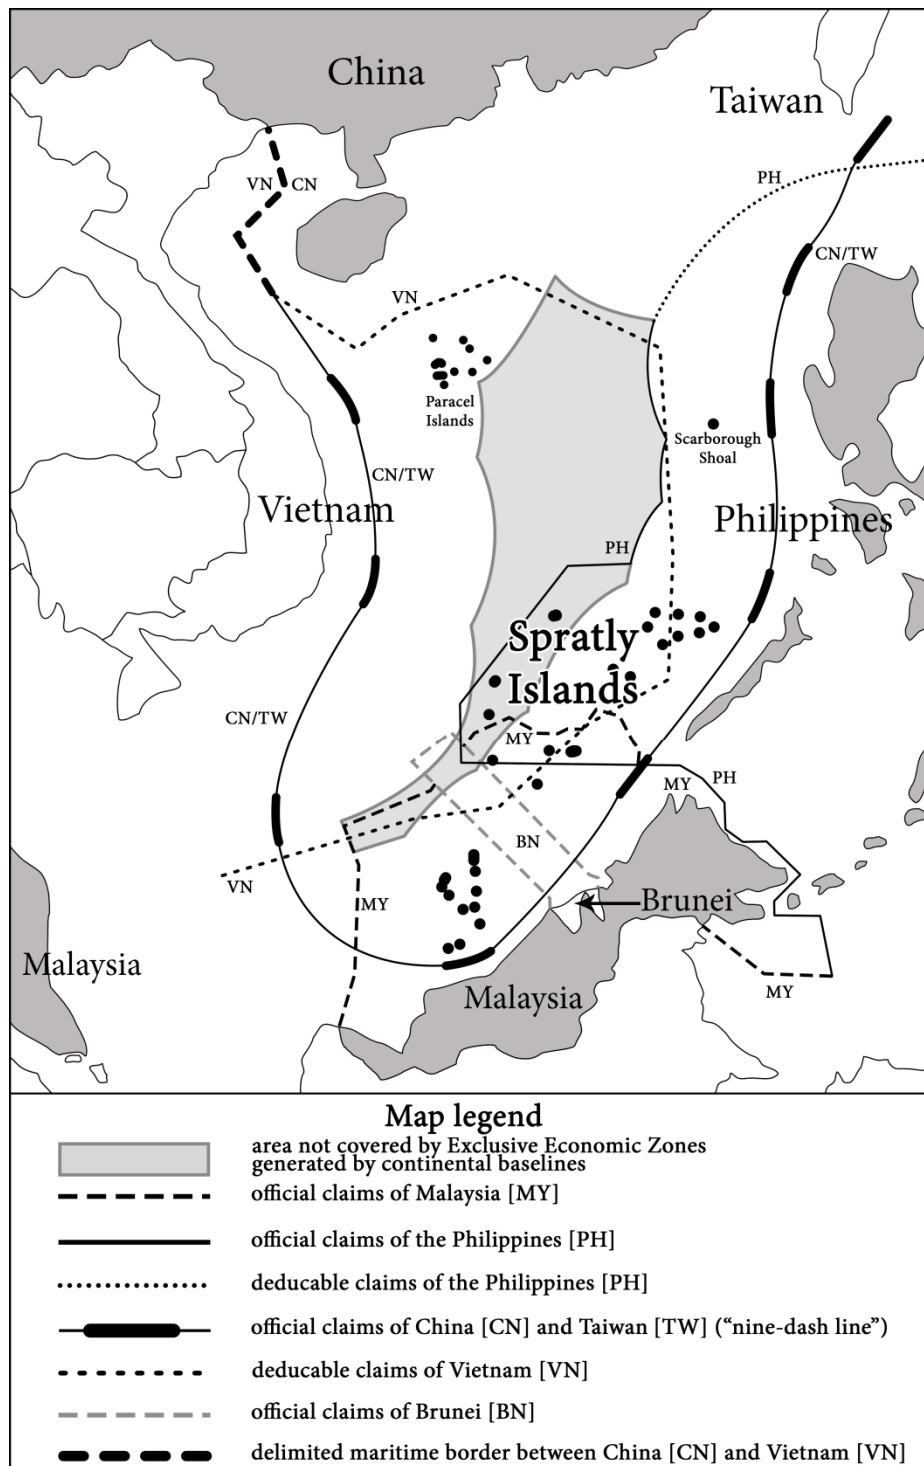 China
Taiwan
PH
VN
CN
CN/TW
VN
Paracel
Islands
Scarborough
Shoal
CN/TW
Vietnam
Philippines
PH
Spratly
Islands
CN/TW
MY
MY
PH
BN
VN
MY
Brunei
Malaysia
Malaysia
MY
Map legend
area not covered by Exclusive Economic Zones
generated by continental baselines
official claims of Malaysia [MY]
official claims of the Philippines [PH]
deducable claims of the Philippines [PH]
official claims of China [CN] and Taiwan [TW] (“nine-dash line”)
deducable claims of Vietnam [VN]
official claims of Brunei [BN]
delimited maritime border between China [CN] and Vietnam [VN]